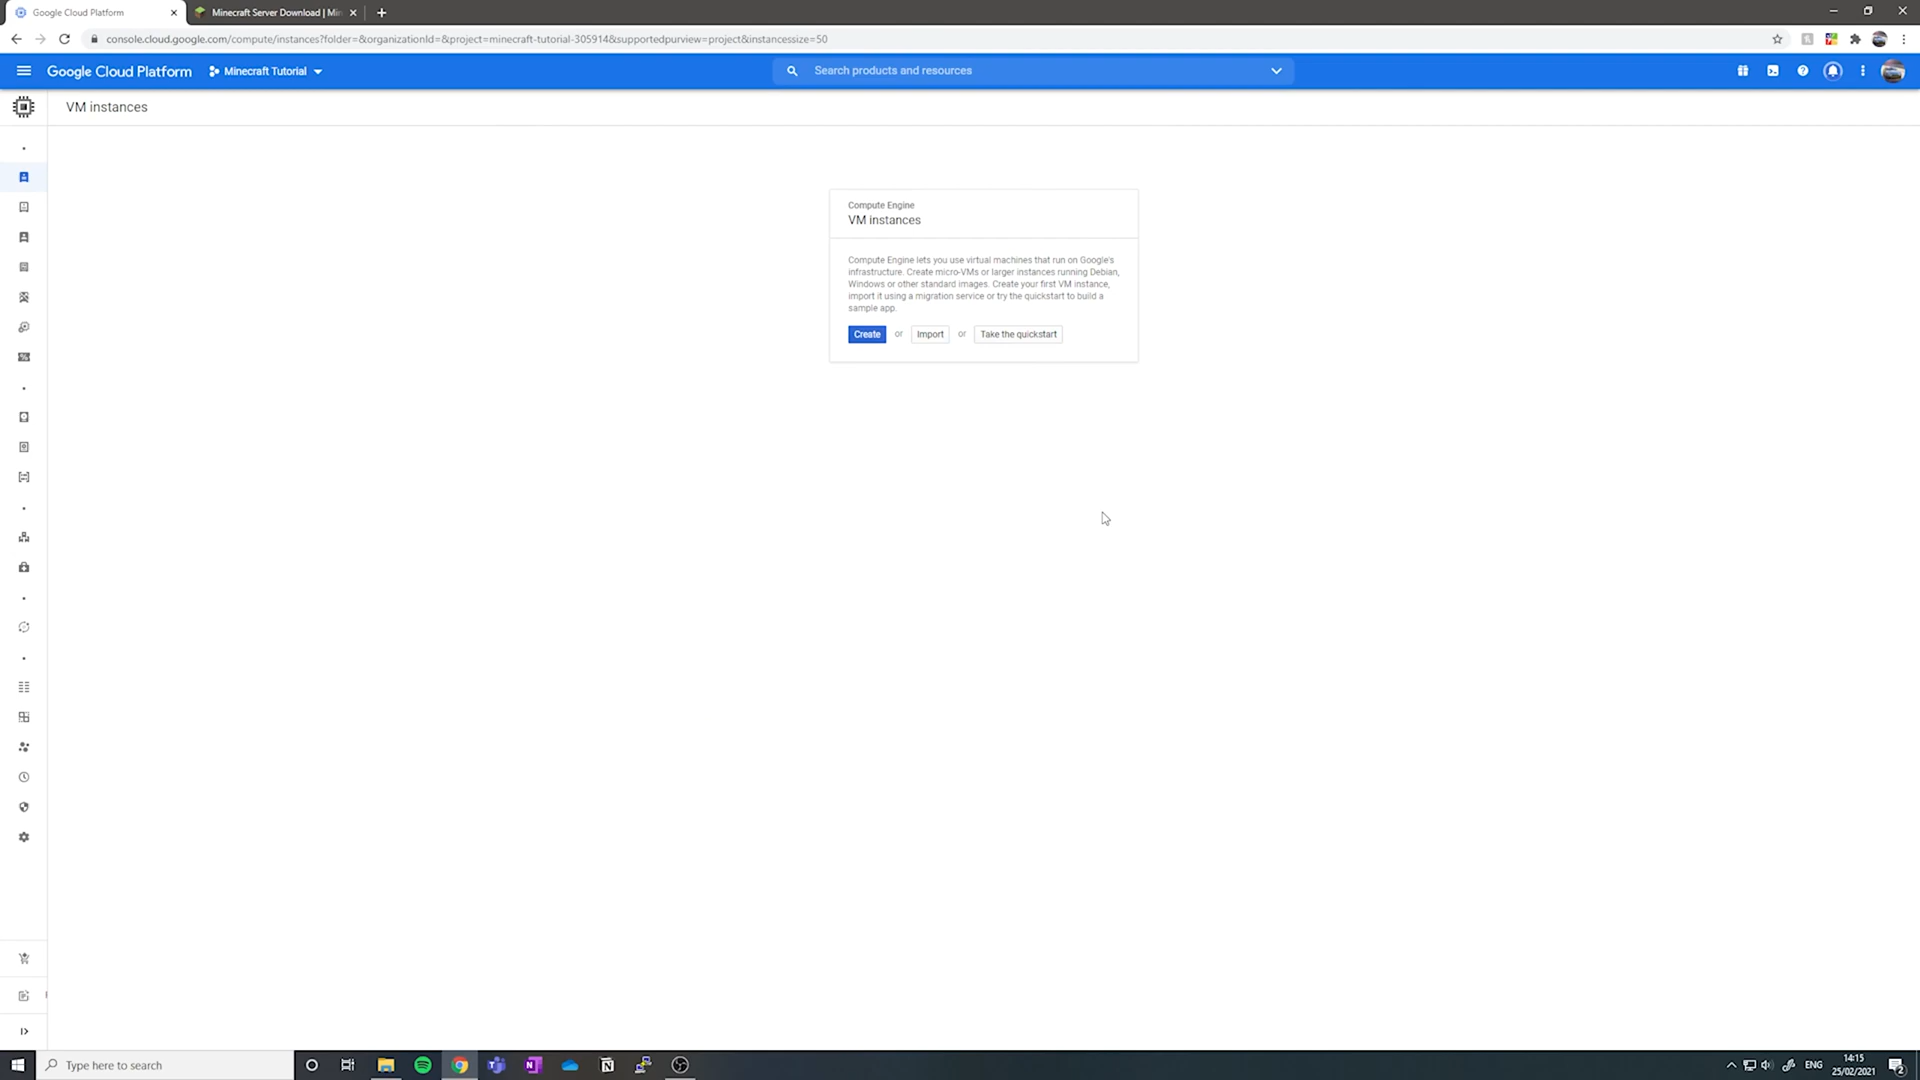 Google Cloud Platform
Minecraft Server Download | Min
console.cloud.google.com/compute/instances?folder=&organizationId=&project=minecraft-tutorial-305914&supportedpurview=project&instancessize=50
Google Cloud Platform
Minecraft Tutorial
Search products and resources
VM instances
Compute Engine
VM instances
Compute Engine lets you use virtual machines that run on Google's
infrastructure. Create micro-VMs or larger instances running Debian,
Windows or other standard images. Create your first VM instance,
import it using a migration service or try the quickstart to build a
sample app.
Create or Import or Take the quickstart
Type here to search
ENG
14:15
25/02/2021
2